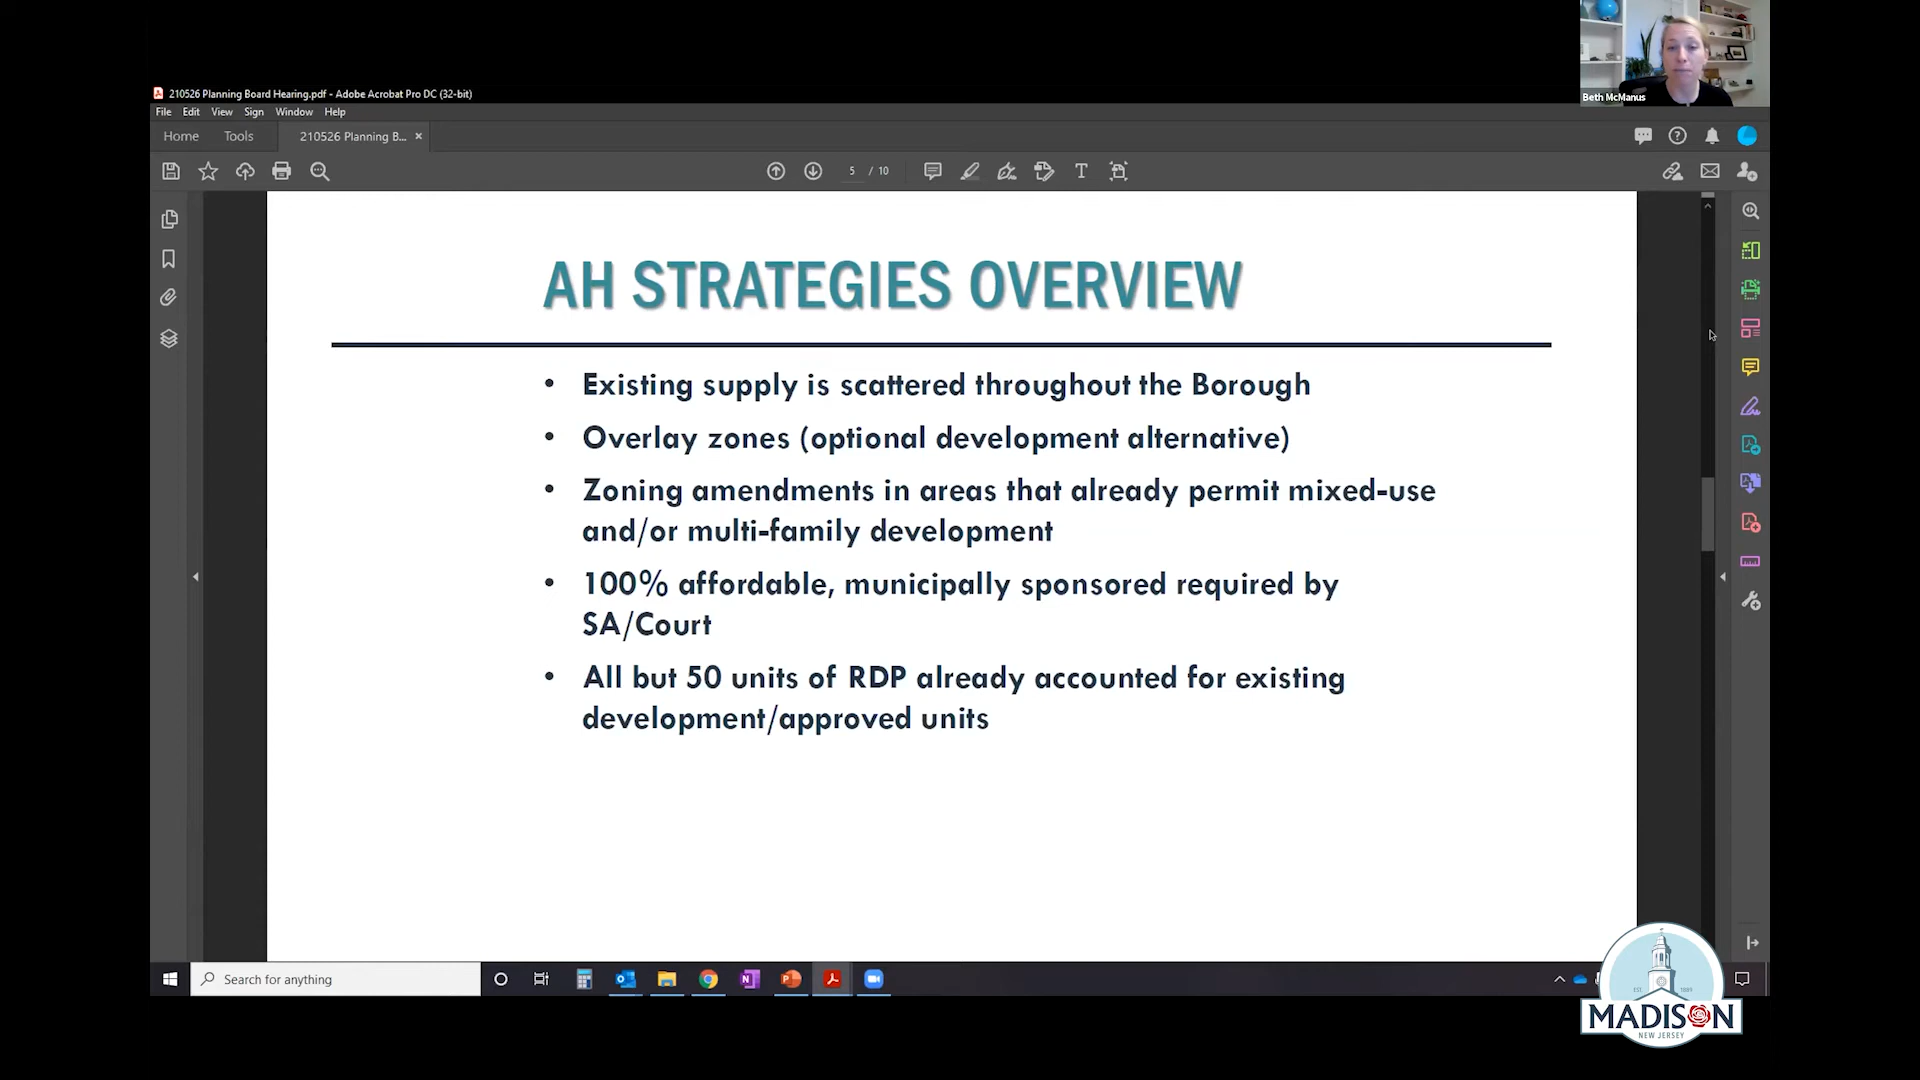 Beth McManus
210526 Planning Board Hearing.pdf - Adobe Acrobat Pro DC (32-bit)
File Edit View Sign Window Help
Home Tools 210526 Planning B... ×
5 / 10
AH STRATEGIES OVERVIEW
• Existing supply is scattered throughout the Borough
• Overlay zones (optional development alternative)
• Zoning amendments in areas that already permit mixed-use
and/or multi-family development
• 100% affordable, municipally sponsored required by
SA/Court
• All but 50 units of RDP already accounted for existing
development/approved units
Search for anything
EST. 1889
MADISON
NEW JERSEY